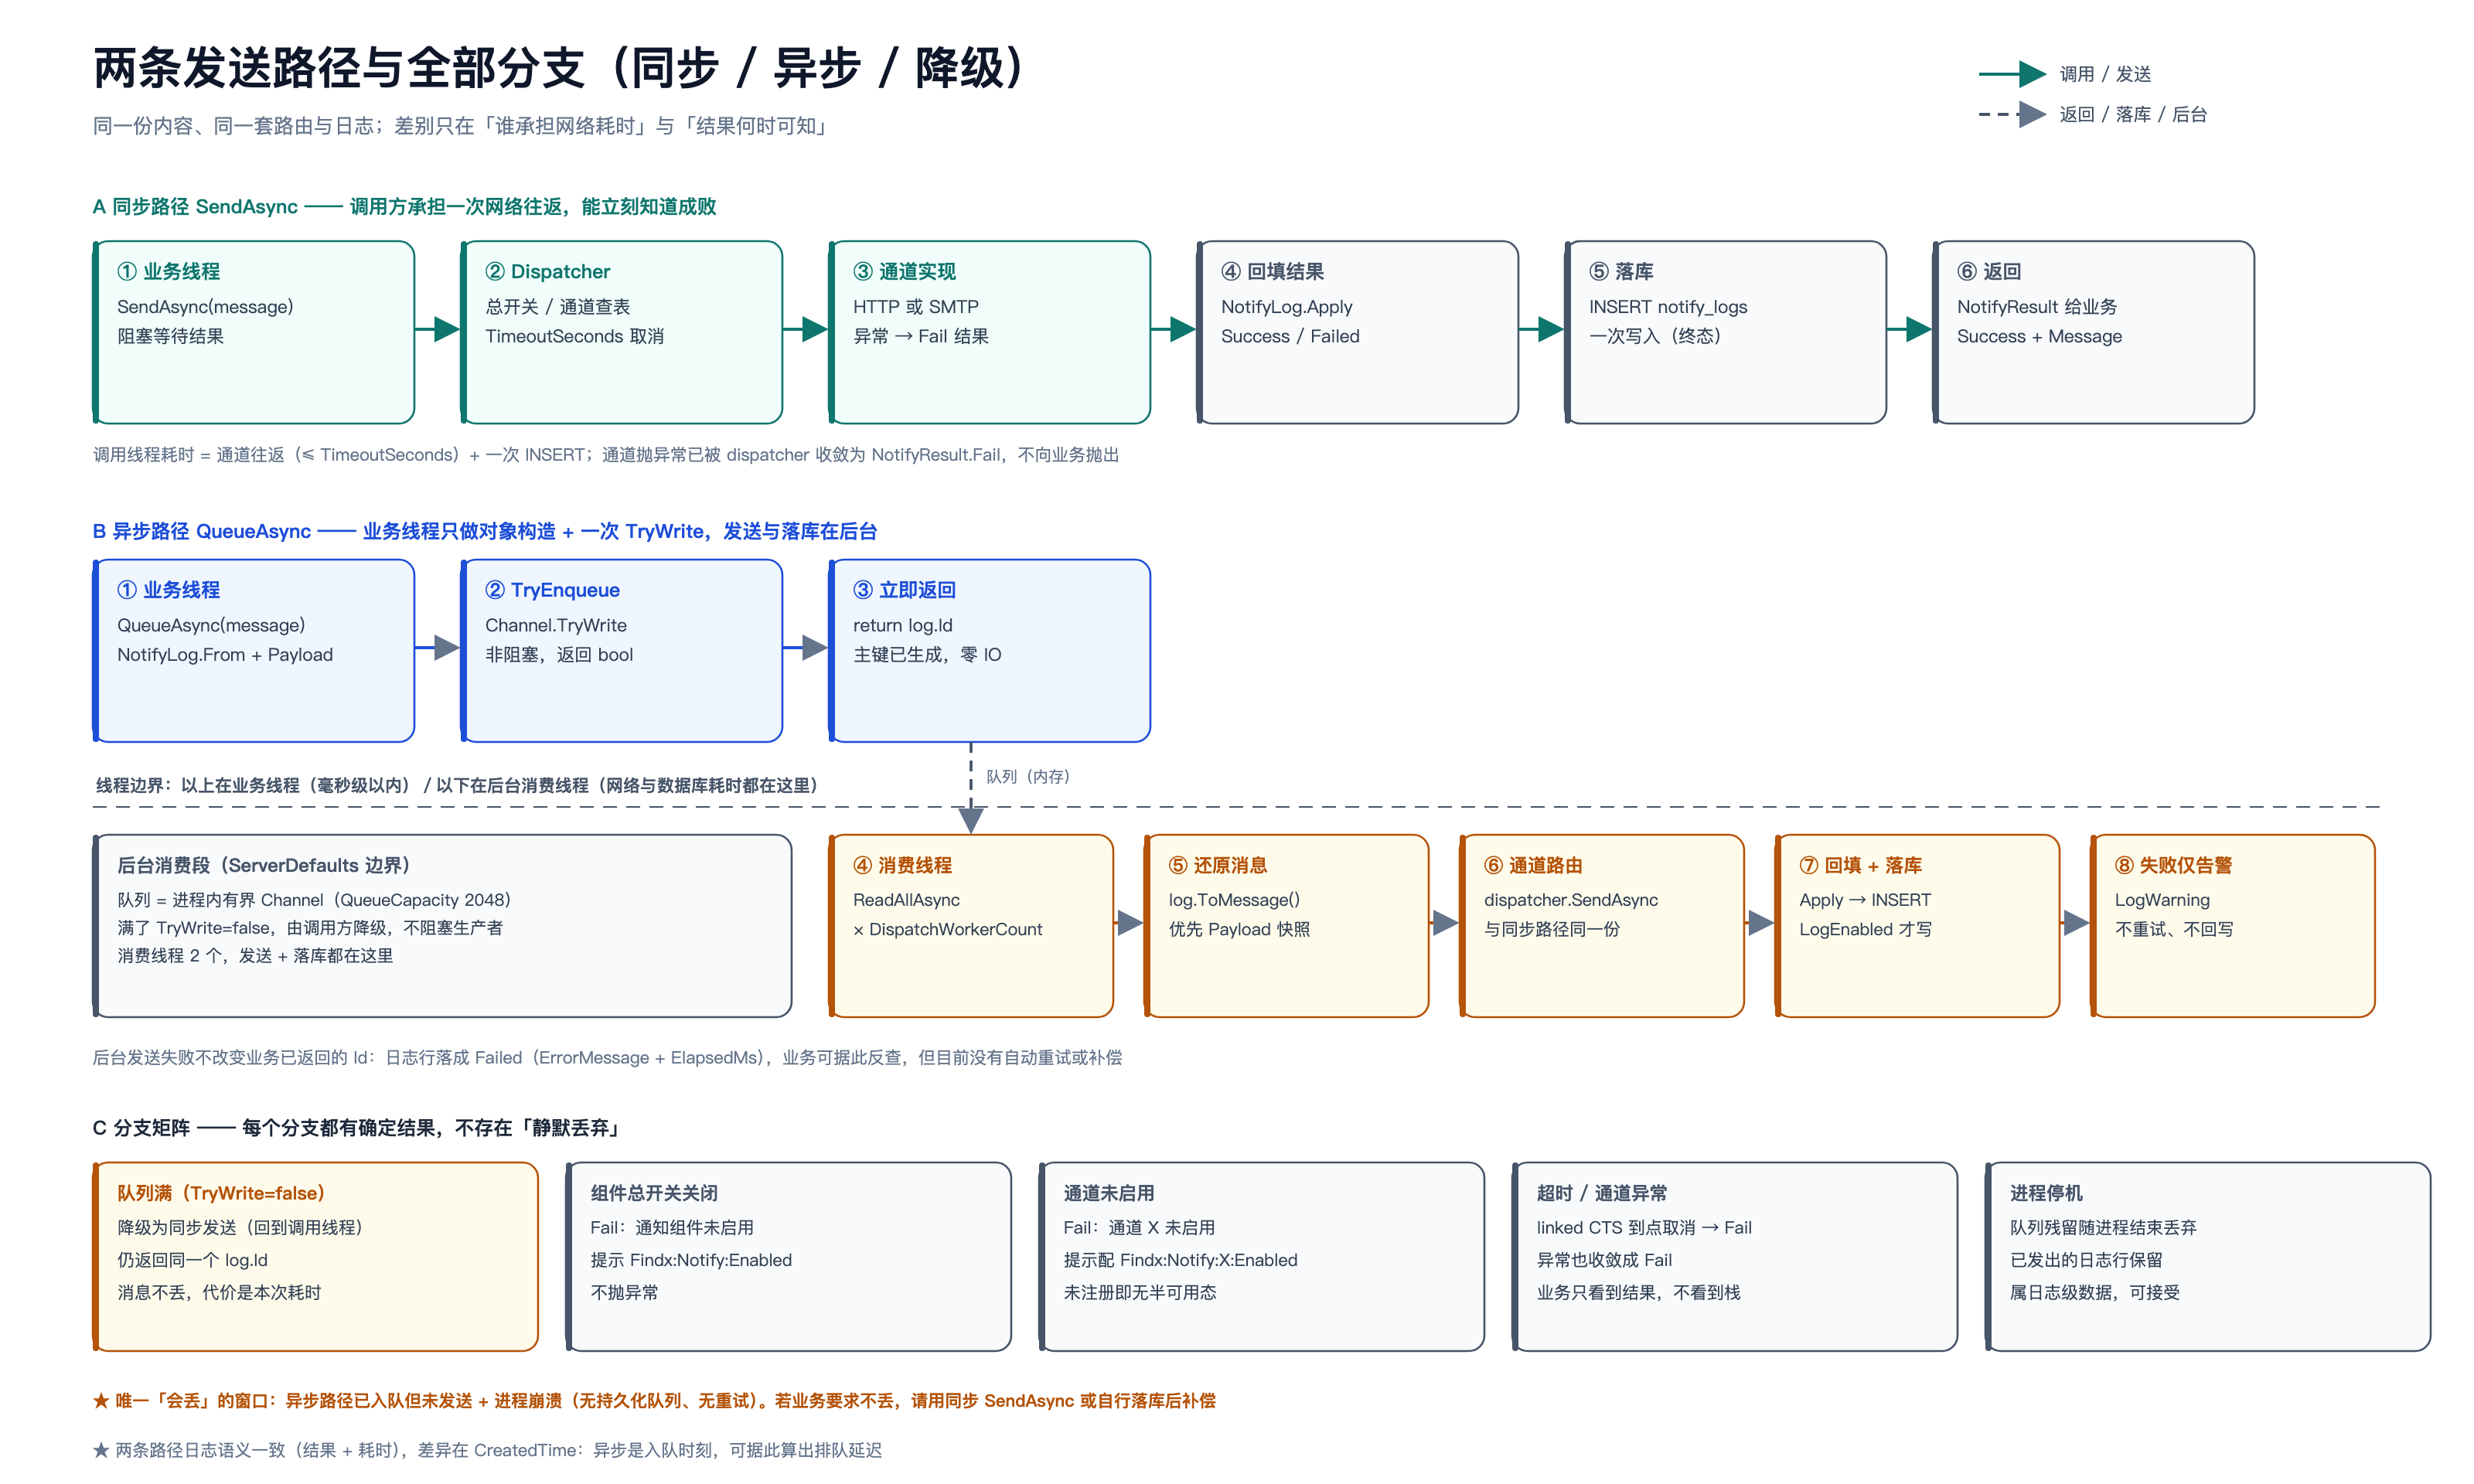 两条发送路径与全部分支（同步 / 异步 / 降级）
同一份内容、同一套路由与日志；差别只在「谁承担网络耗时」与「结果何时可知」
调用 / 发送
返回 / 落库 / 后台
A 同步路径 SendAsync —— 调用方承担一次网络往返，能立刻知道成败
① 业务线程
SendAsync(message)
阻塞等待结果
② Dispatcher
总开关 / 通道查表
TimeoutSeconds 取消
③ 通道实现
HTTP 或 SMTP
异常 → Fail 结果
④ 回填结果
NotifyLog.Apply
Success / Failed
⑤ 落库
INSERT notify_logs
一次写入（终态）
⑥ 返回
NotifyResult 给业务
Success + Message
调用线程耗时 = 通道往返（≤ TimeoutSeconds）+ 一次 INSERT；通道抛异常已被 dispatcher 收敛为 NotifyResult.Fail，不向业务抛出
B 异步路径 QueueAsync —— 业务线程只做对象构造 + 一次 TryWrite，发送与落库在后台
① 业务线程
QueueAsync(message)
NotifyLog.From + Payload
② TryEnqueue
Channel.TryWrite
非阻塞，返回 bool
③ 立即返回
return log.Id
主键已生成，零 IO
队列（内存）
线程边界：以上在业务线程（毫秒级以内） / 以下在后台消费线程（网络与数据库耗时都在这里）
后台消费段（ServerDefaults 边界）
队列 = 进程内有界 Channel（QueueCapacity 2048）
满了 TryWrite=false，由调用方降级，不阻塞生产者
消费线程 2 个，发送 + 落库都在这里
④ 消费线程
ReadAllAsync
× DispatchWorkerCount
⑤ 还原消息
log.ToMessage()
优先 Payload 快照
⑥ 通道路由
dispatcher.SendAsync
与同步路径同一份
⑦ 回填 + 落库
Apply → INSERT
LogEnabled 才写
⑧ 失败仅告警
LogWarning
不重试、不回写
后台发送失败不改变业务已返回的 Id：日志行落成 Failed（ErrorMessage + ElapsedMs），业务可据此反查，但目前没有自动重试或补偿
C 分支矩阵 —— 每个分支都有确定结果，不存在「静默丢弃」
队列满（TryWrite=false）
降级为同步发送（回到调用线程）
仍返回同一个 log.Id
消息不丢，代价是本次耗时
组件总开关关闭
Fail：通知组件未启用
提示 Findx:Notify:Enabled
不抛异常
通道未启用
Fail：通道 X 未启用
提示配 Findx:Notify:X:Enabled
未注册即无半可用态
超时 / 通道异常
linked CTS 到点取消 → Fail
异常也收敛成 Fail
业务只看到结果，不看到栈
进程停机
队列残留随进程结束丢弃
已发出的日志行保留
属日志级数据，可接受
★ 唯一「会丢」的窗口：异步路径已入队但未发送 + 进程崩溃（无持久化队列、无重试）。若业务要求不丢，请用同步 SendAsync 或自行落库后补偿
★ 两条路径日志语义一致（结果 + 耗时），差异在 CreatedTime：异步是入队时刻，可据此算出排队延迟